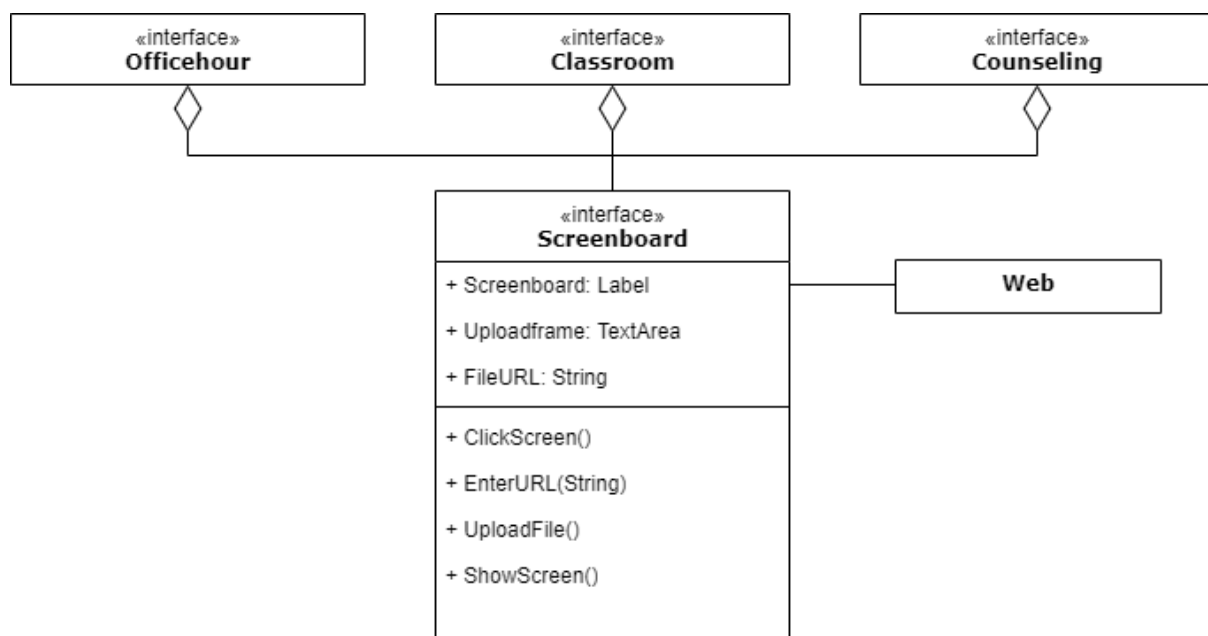 «interface»
Officehour
«interface»
Classroom
«interface»
Counseling
«interface»
Screenboard
+ Screenboard: Label
+ Uploadframe: TextArea
+ FileURL: String
+ ClickScreen()
+ EnterURL(String)
+ UploadFile()
+ ShowScreen()
Web